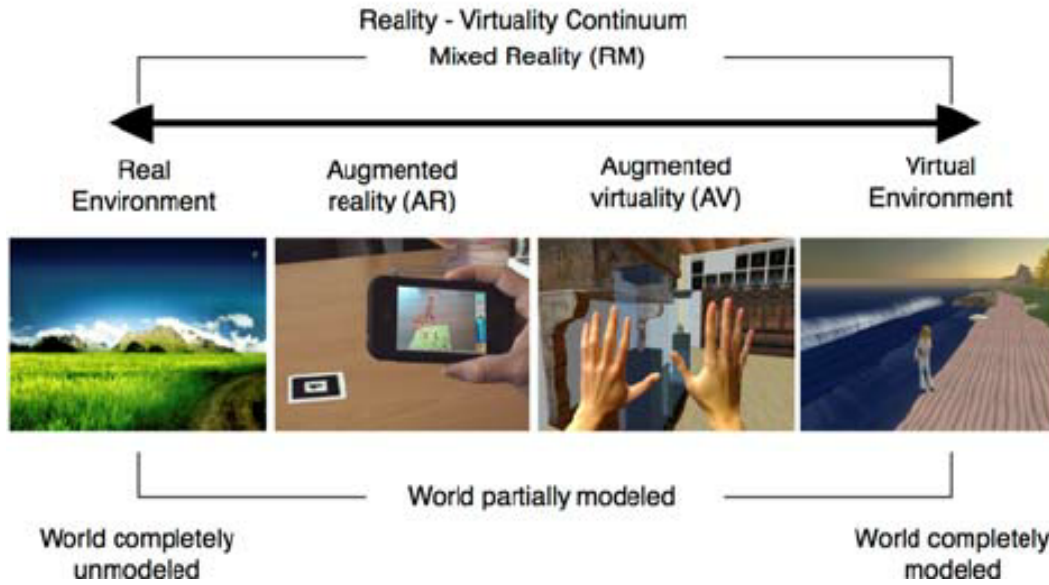 Reality - Virtuality Continuum
Mixed Reality (RM)
Real
Environment
Augmented
reality (AR)
Augmented
virtuality (AV)
Virtual
Environment
World partially modeled
World completely
unmodeled
World completely
modeled